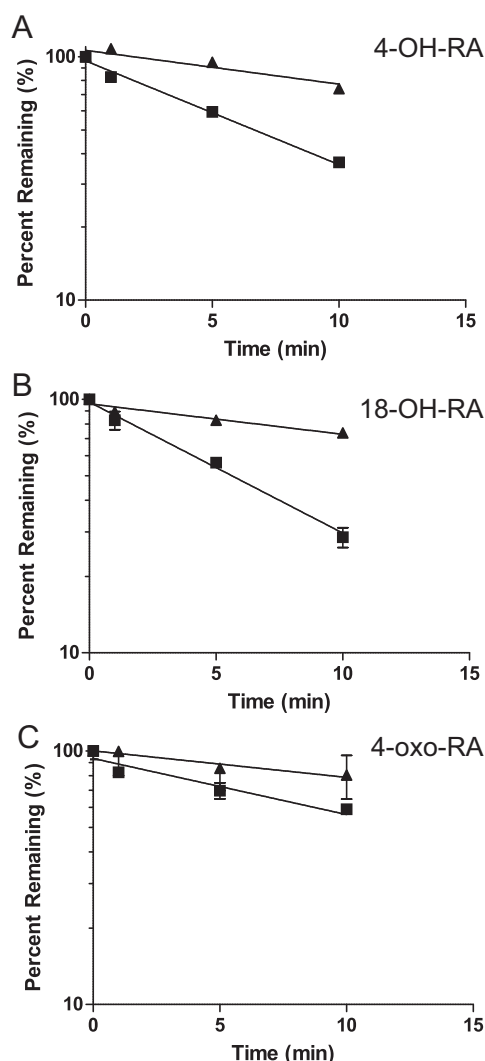 A
4-OH-RA
Percent Remaining (%)
100
10
0 5 10 15
Time (min)
B
18-OH-RA
Percent Remaining (%)
100
10
0 5 10 15
Time (min)
C
4-oxo-RA
Percent Remaining (%)
100
10
0 5 10 15
Time (min)